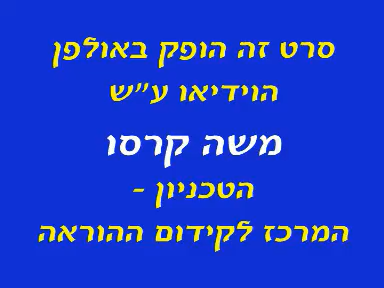 סרט זה הופק באולפן
הוידיאו ע"ש
משה קרסו
הטכניון -
המרכז לקידום ההוראה